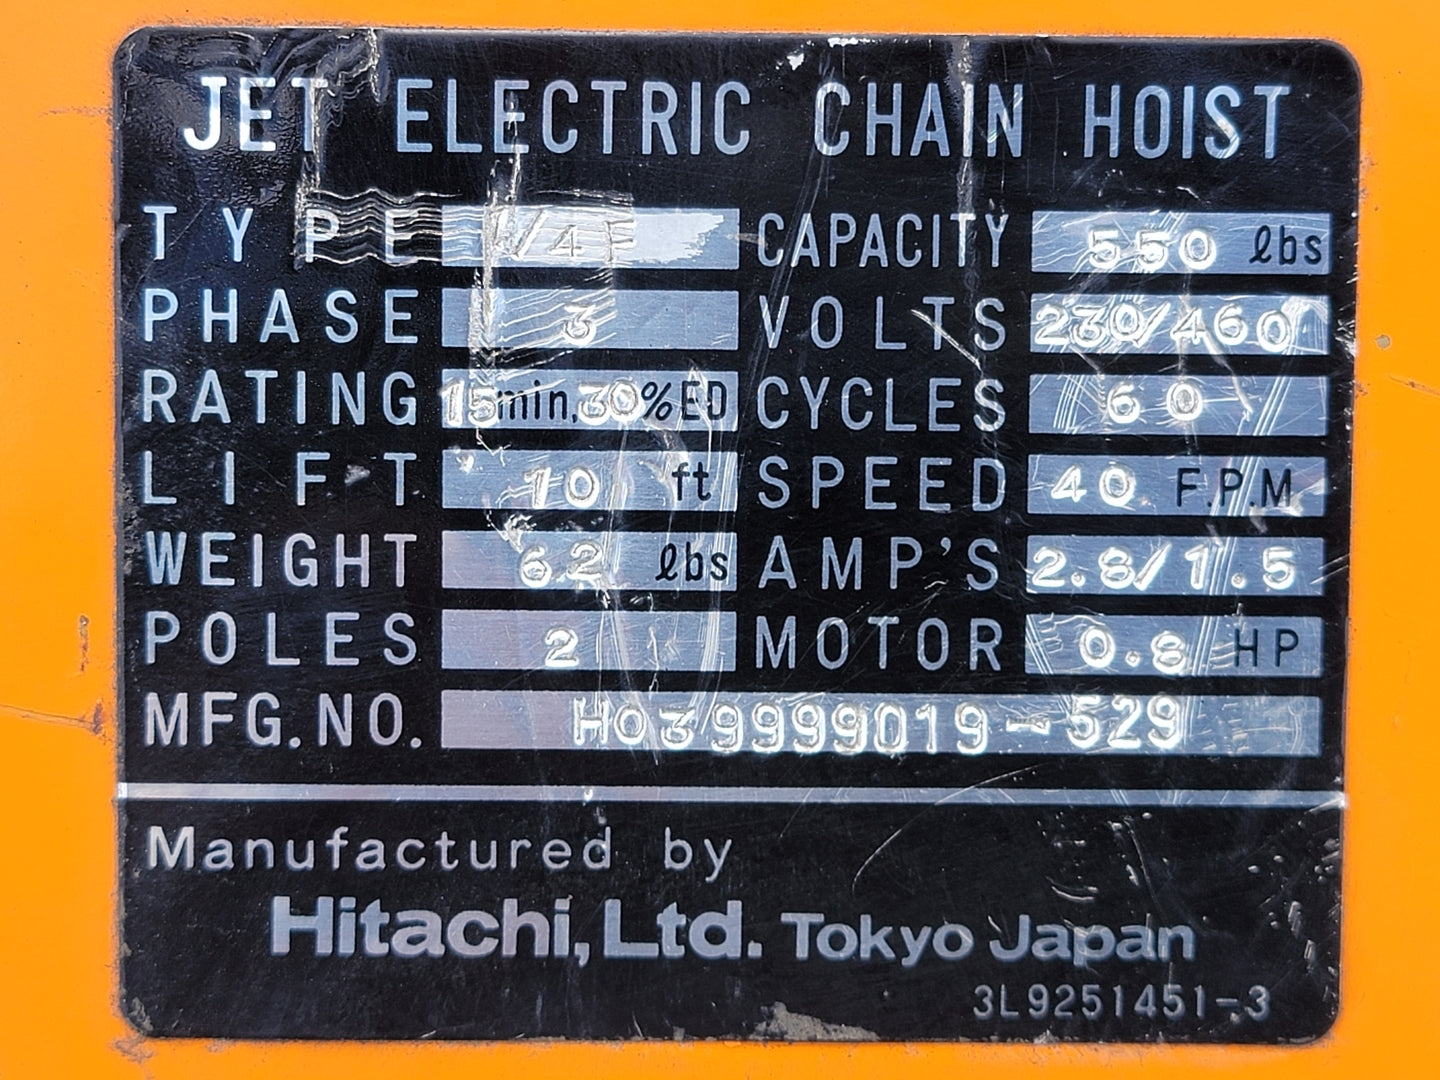 JET ELECTRIC CHAIN HOIST
TYPE 1/4F CAPACITY 550 lbs
PHASE 3 VOLTS 230/460
RATING 15min,30%ED CYCLES 60
LIFT 10 ft SPEED 40 F.P.M
WEIGHT 62 lbs AMP'S 2.8/1.5
POLES 2 MOTOR 0.8 HP
MFG.NO. H039999019-529
Manufactured by
Hitachi, Ltd. Tokyo Japan
3L9251451-3